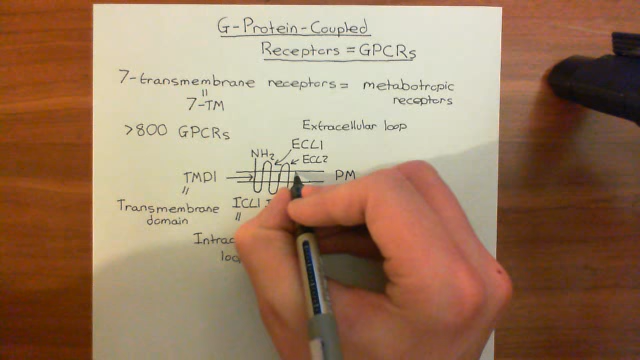 G-Protein-Coupled
Receptors = GPCRs
7-transmembrane receptors = metabotropic
7-TM
receptors
>800 GPCRs
Extracellular loop
ECL1
NH2
ECL2
TMD1
PM
Transmembrane
domain
ICL1